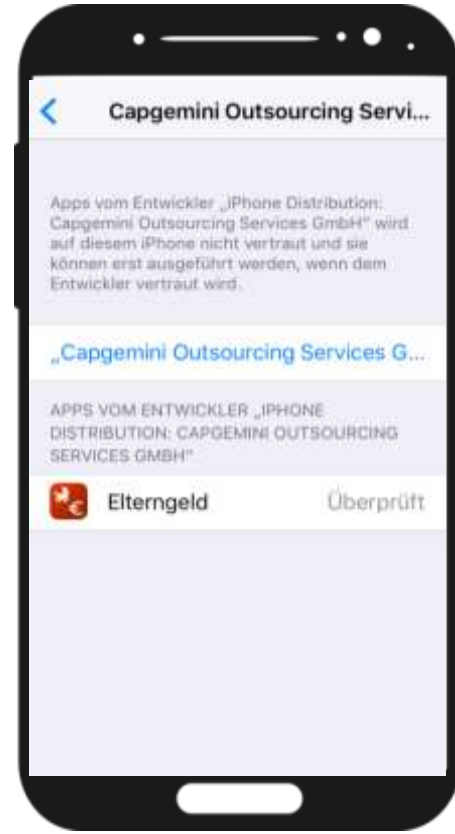 Capgemini Outsourcing Servi...
Apps vom Entwickler „iPhone Distribution:
Capgemini Outsourcing Services GmbH“ wird
auf diesem iPhone nicht vertraut und sie
können erst ausgeführt werden, wenn dem
Entwickler vertraut wird.
„Capgemini Outsourcing Services G...
APPS VOM ENTWICKLER „IPHONE
DISTRIBUTION: CAPGEMINI OUTSOURCING
SERVICES GMBH“
Elterngeld Überprüft